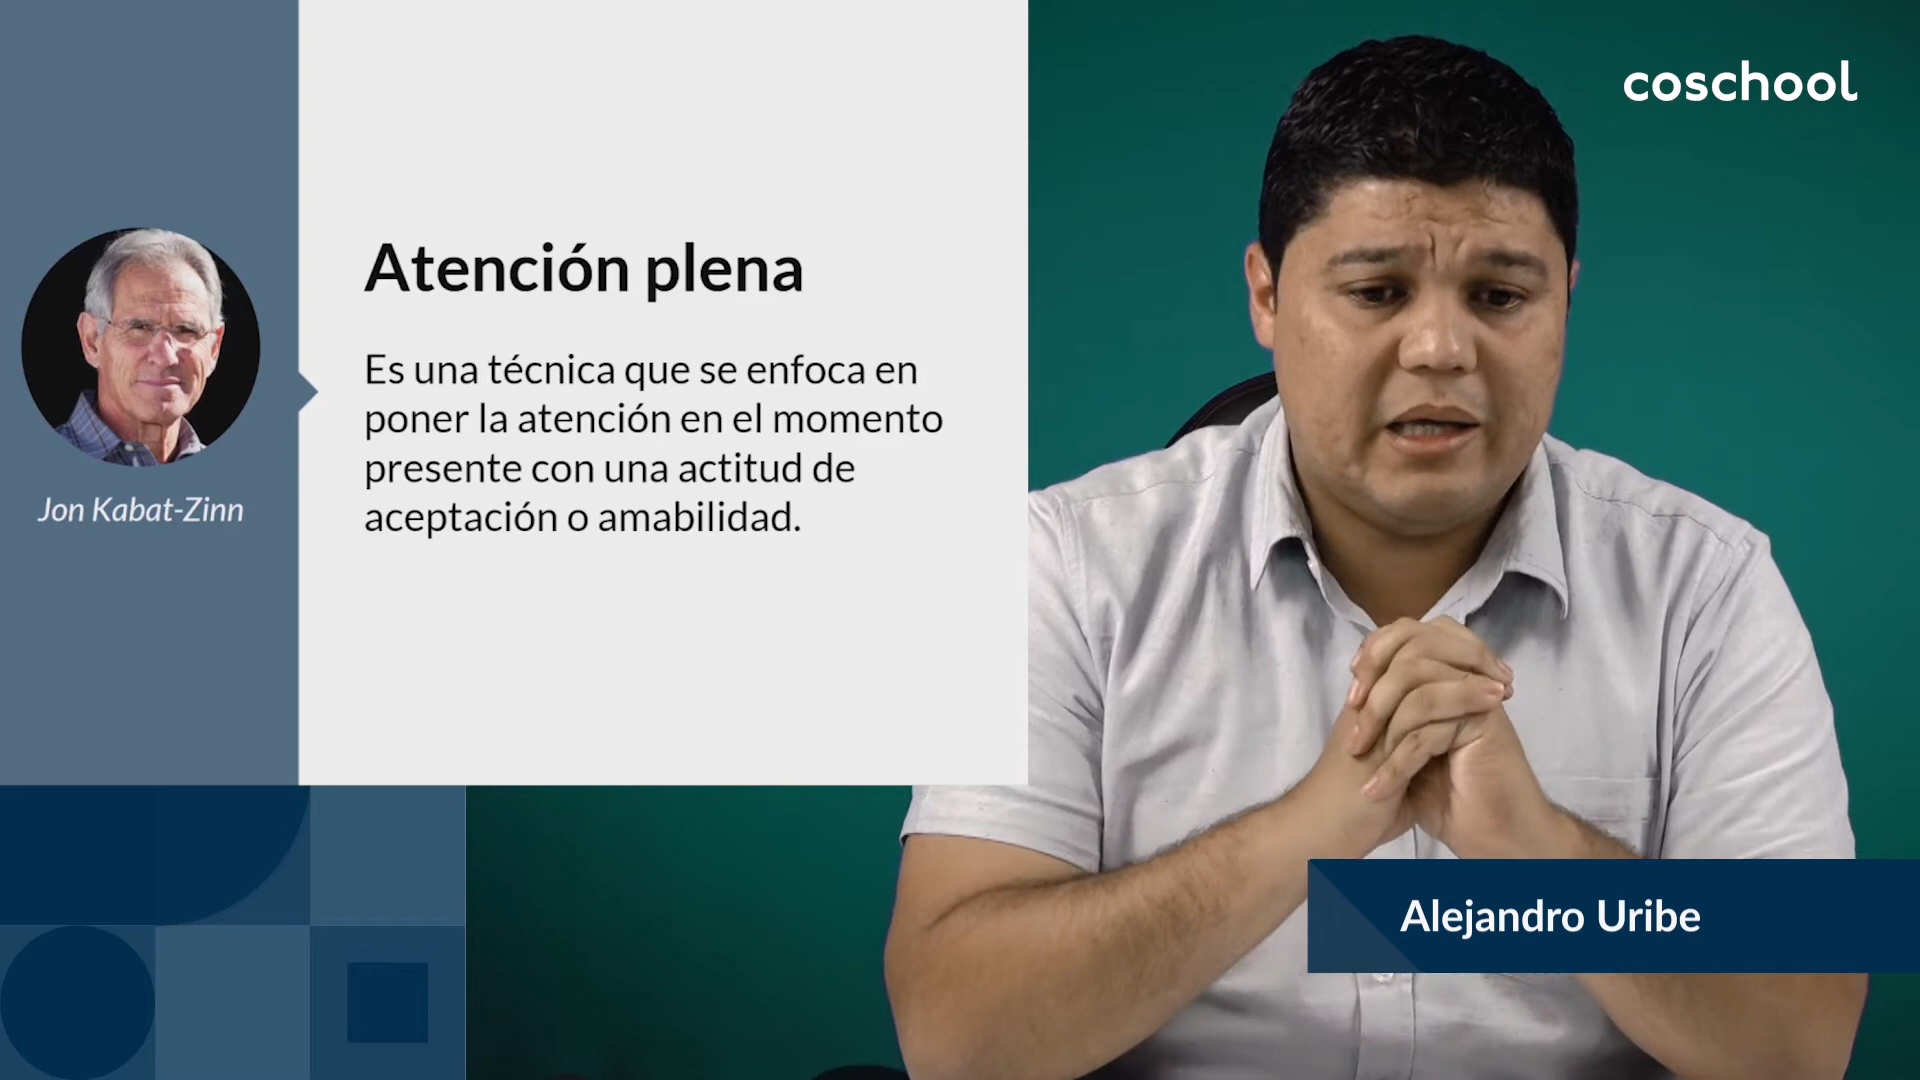 coschool
Atención plena
Es una técnica que se enfoca en
poner la atención en el momento
presente con una actitud de
aceptación o amabilidad.
Jon Kabat-Zinn
Alejandro Uribe